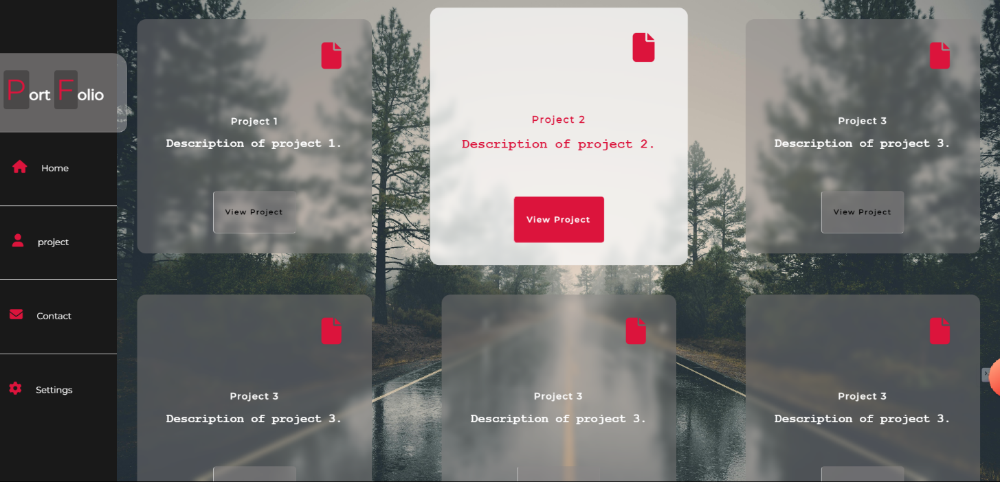 Port Folio
Home
project
Contact
Settings
Project 1
Description of project 1.
View Project
Project 2
Description of project 2.
View Project
Project 3
Description of project 3.
View Project
Project 3
Description of project 3.
Project 3
Description of project 3.
Project 3
Description of project 3.